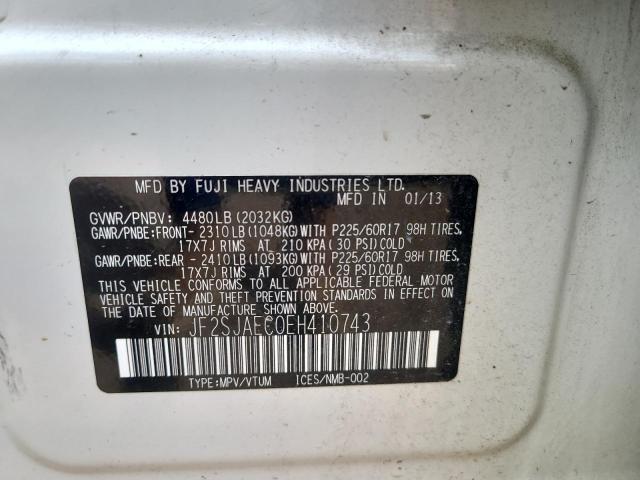 MFD BY FUJI HEAVY INDUSTRIES LTD.
MFD IN 01/13
GVWR/PNBV: 4480LB(2032KG)
GAWR/PNBE:FRONT- 2310LB(1048KG)WITH P225/60R17 98H TIRES,
17X7J RIMS AT 210 KPA(30 PSI)COLD
GAWR/PNBE:REAR - 2410LB(1093KG)WITH P225/60R17 98H TIRES,
17X7J RIMS AT 200 KPA(29 PSI)COLD
THIS VEHICLE CONFORMS TO ALL APPLICABLE FEDERAL MOTOR
VEHICLE SAFETY STANDARDS IN EFFECT ON
THE DATE OF MANUFACTURE SHOWN ABOVE.
VIN: JF2SJAEC0EH410743
TYPE:MPV/VTUM ICES/NMB-002